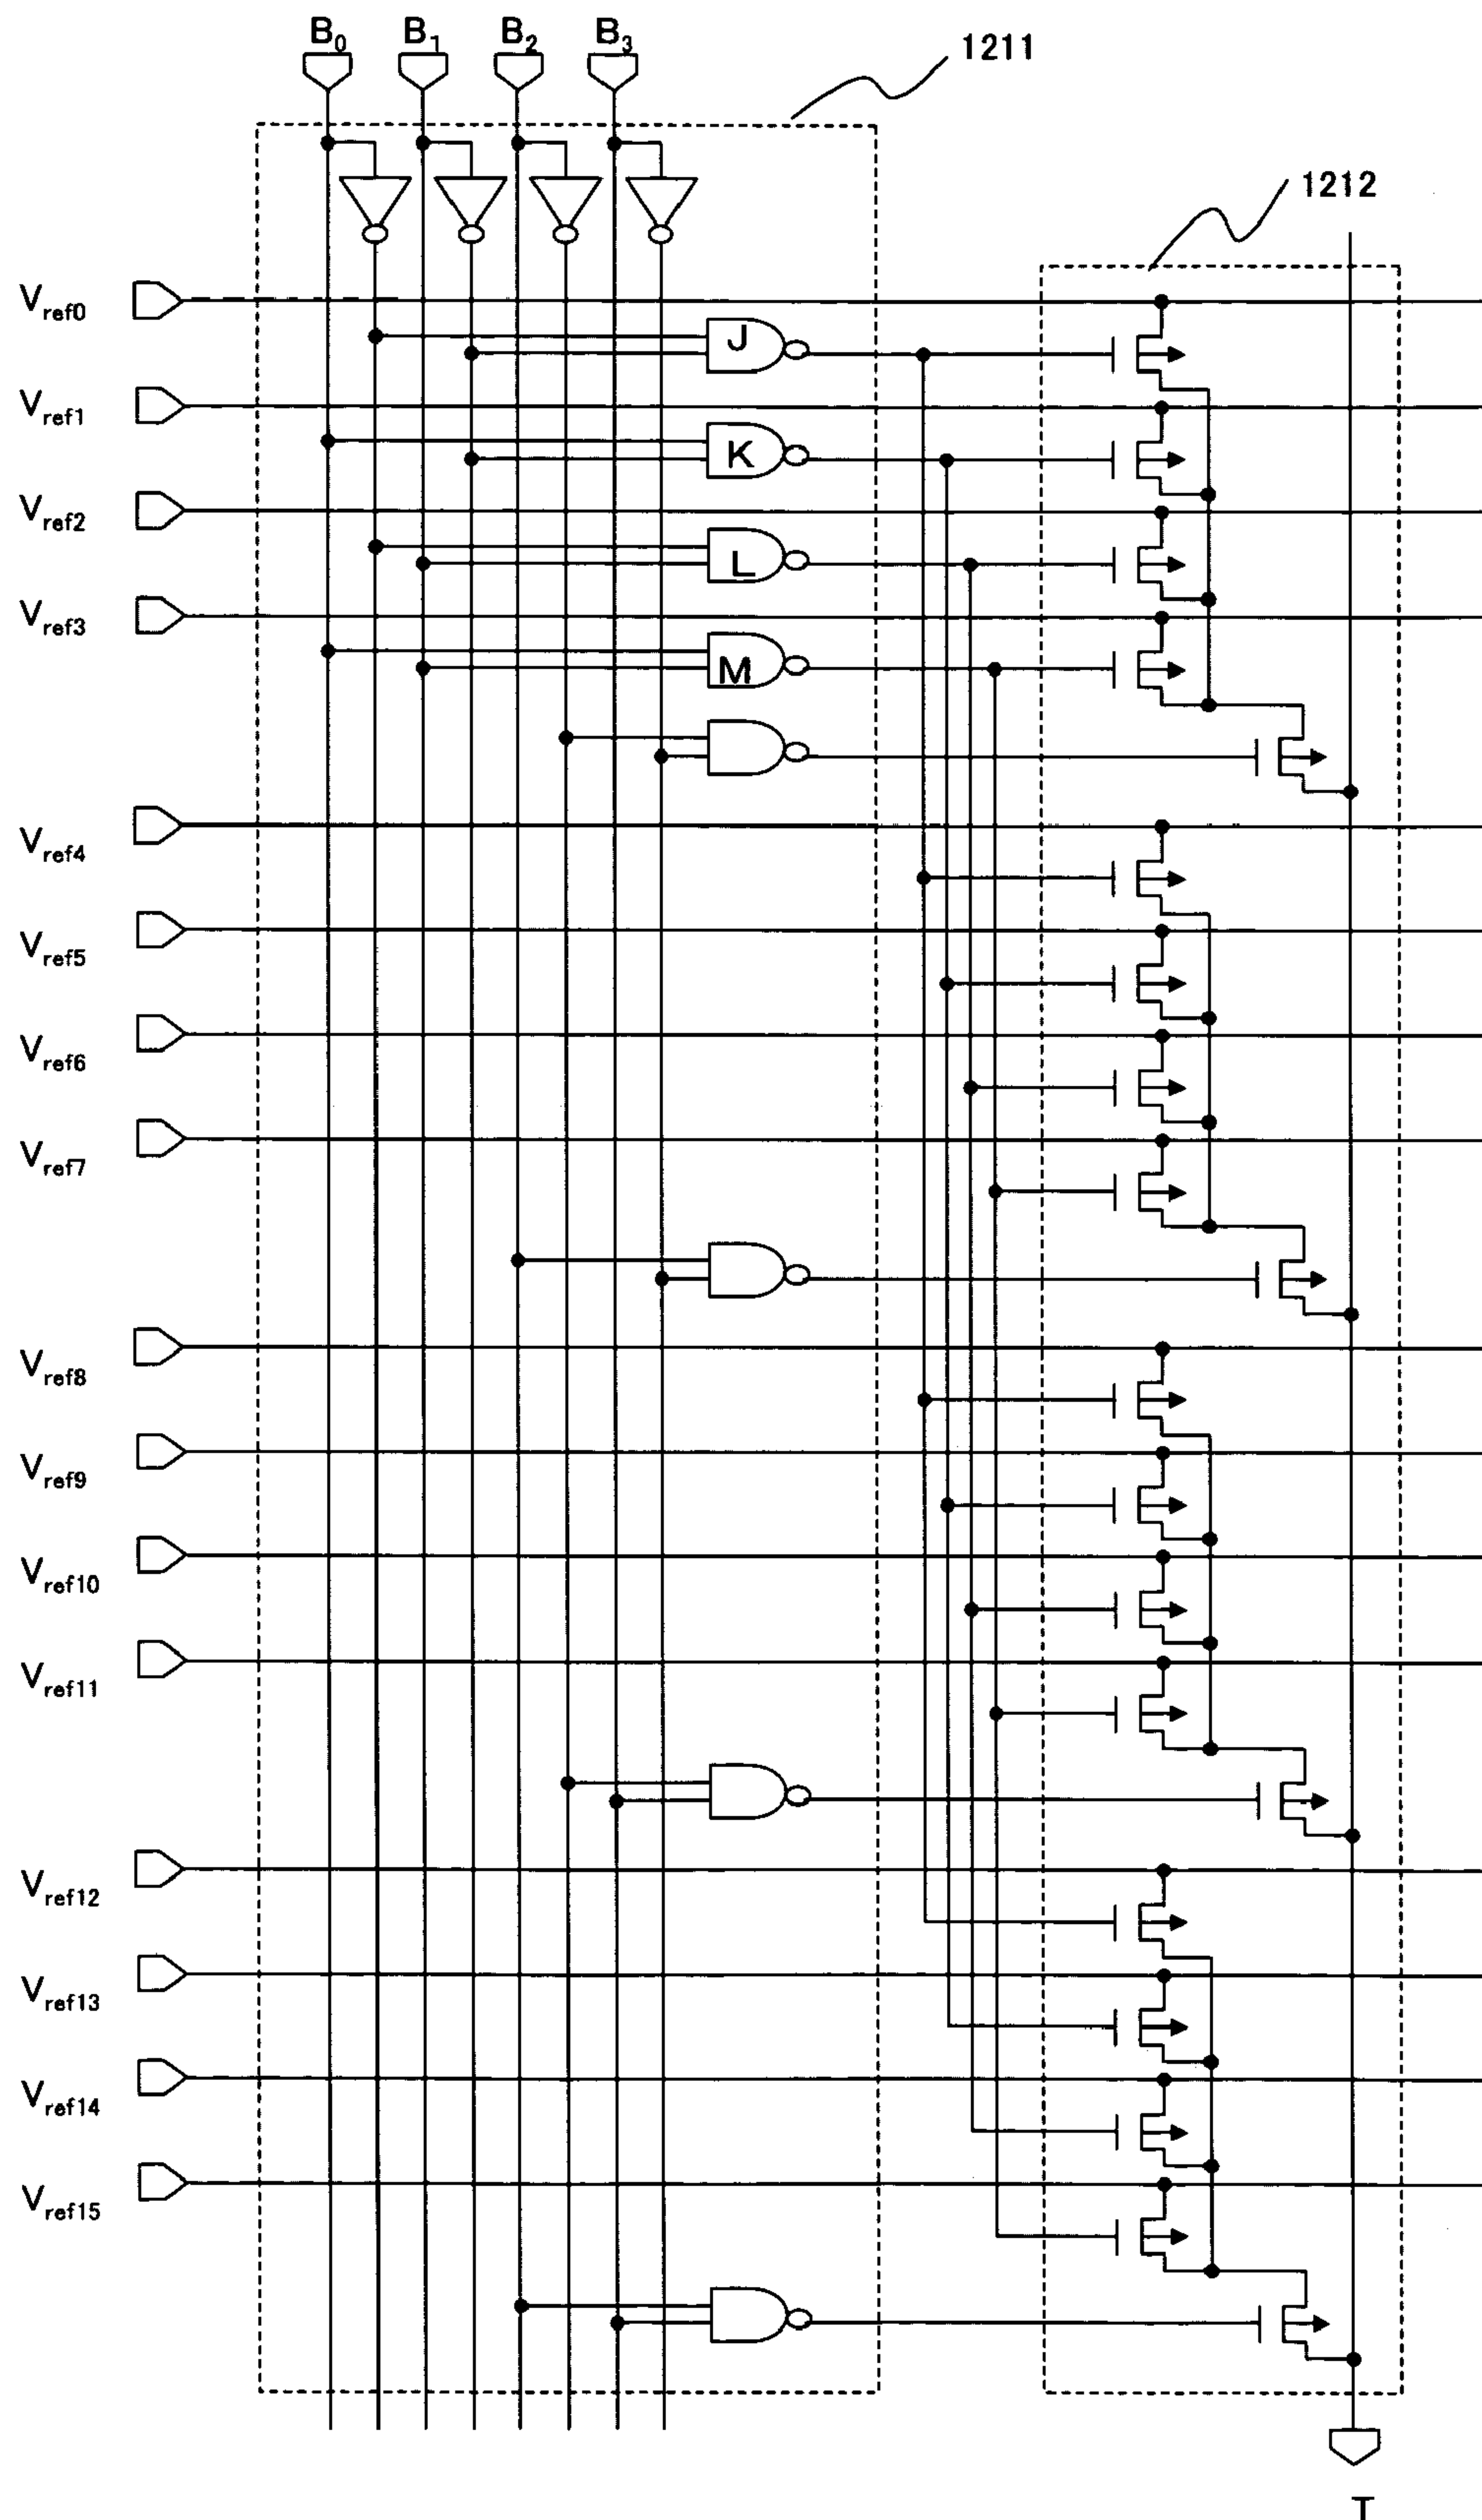 B0 B1 B2 B3
1211
1212
Vref0
J
Vref1
K
Vref2
L
Vref3
M
Vref4
Vref5
Vref6
Vref7
Vref8
Vref9
Vref10
Vref11
Vref12
Vref13
Vref14
Vref15
T